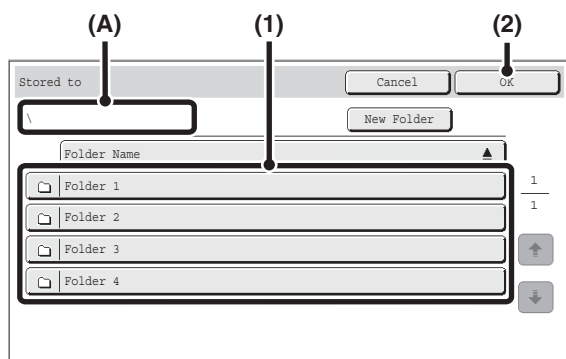 (A) (1) (2)
Stored to Cancel OK
\ New Folder
Folder Name
Folder 1
Folder 2
Folder 3
Folder 4
1
1